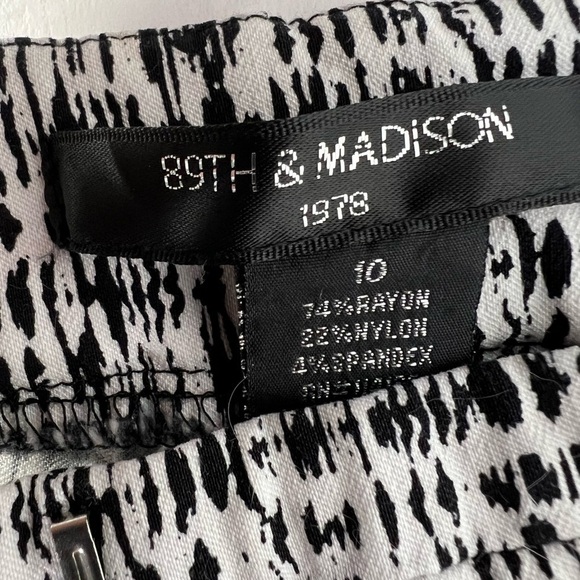 89TH & MADISON
1978
10
74%RAYON
22%NYLON
4%SPANDEX